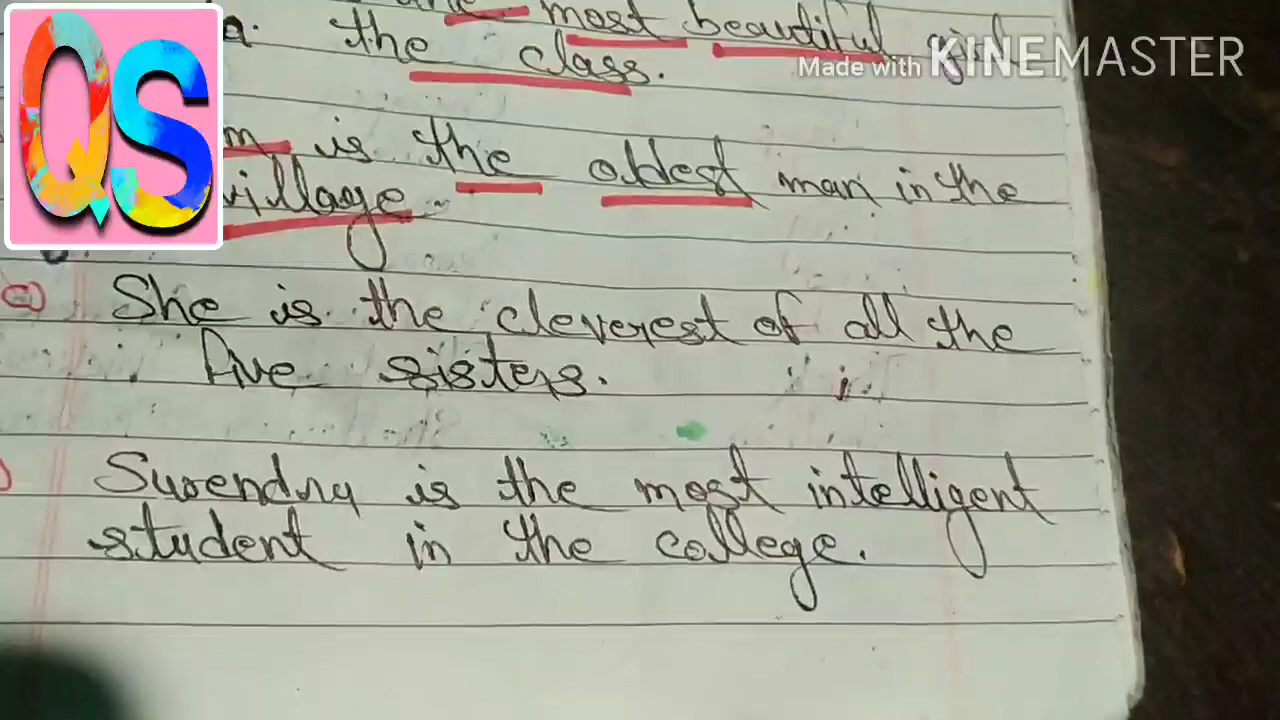 most beautiful girl
a. the class.
Made with KINEMASTER
QS
m is the oldest man in the
village.
c) She is the cleverest of all the
five sisters.
) Surendra is the most intelligent
student in the college.